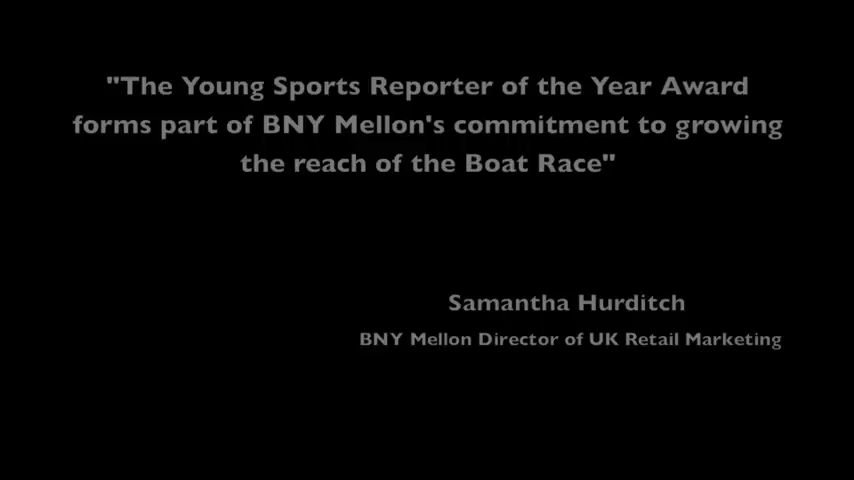 "The Young Sports Reporter of the Year Award
forms part of BNY Mellon's commitment to growing
the reach of the Boat Race"
Samantha Hurditch
BNY Mellon Director of UK Retail Marketing